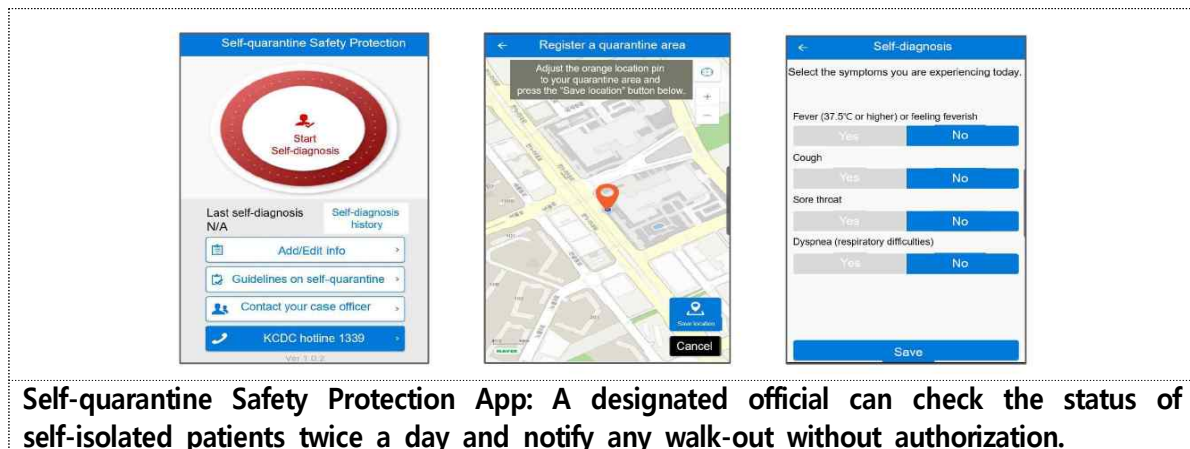 Self-quarantine Safety Protection
Start
Self-diagnosis
Last self-diagnosis
N/A
Self-diagnosis
history
Add/Edit info
Guidelines on self-quarantine
Contact your case officer
KCDC hotline 1339
Ver 1.0.2
Register a quarantine area
Adjust the orange location pin
to your quarantine area and
press the "Save location" button below.
Save location
Cancel
NAVER
Self-diagnosis
Select the symptoms you are experiencing today.
Fever (37.5°C or higher) or feeling feverish
Yes No
Cough
Yes No
Sore throat
Yes No
Dyspnea (respiratory difficulties)
Yes No
Save
Self-quarantine Safety Protection App: A designated official can check the status of
self-isolated patients twice a day and notify any walk-out without authorization.